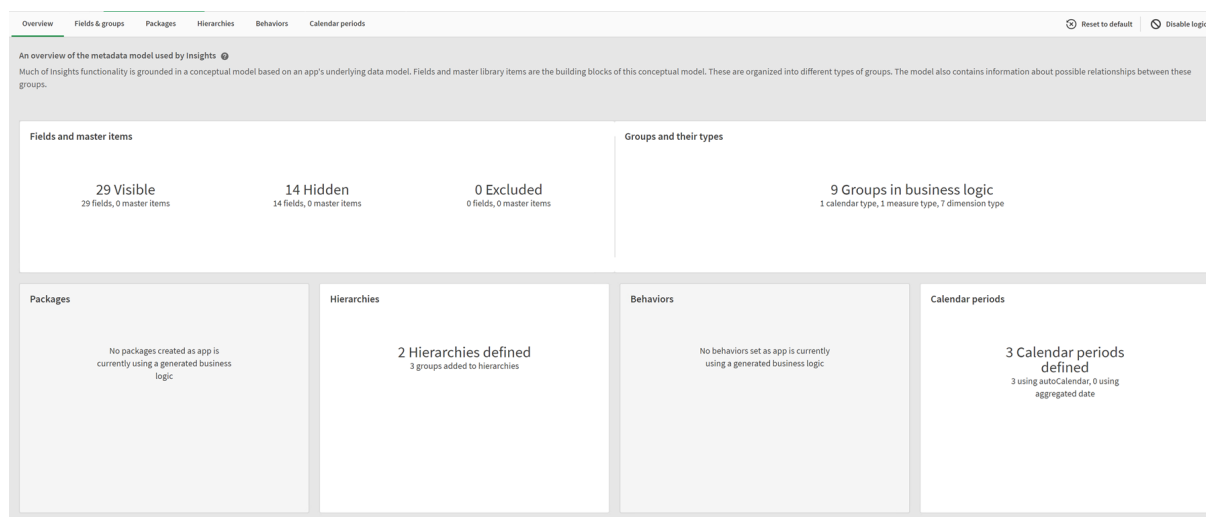 Overview Fields & groups Packages Hierarchies Behaviors Calendar periods Reset to default Disable logic
An overview of the metadata model used by Insights
Much of Insights functionality is grounded in a conceptual model based on an app's underlying data model. Fields and master library items are the building blocks of this conceptual model. These are organized into different types of groups. The model also contains information about possible relationships between these
groups.
Fields and master items
29 Visible
29 fields, 0 master items
14 Hidden
14 fields, 0 master items
0 Excluded
0 fields, 0 master items
Groups and their types
9 Groups in business logic
1 calendar type, 1 measure type, 7 dimension type
Packages
No packages created as app is
currently using a generated business
logic
Hierarchies
2 Hierarchies defined
3 groups added to hierarchies
Behaviors
No behaviors set as app is currently
using a generated business logic
Calendar periods
3 Calendar periods
defined
3 using autoCalendar, 0 using
aggregated date